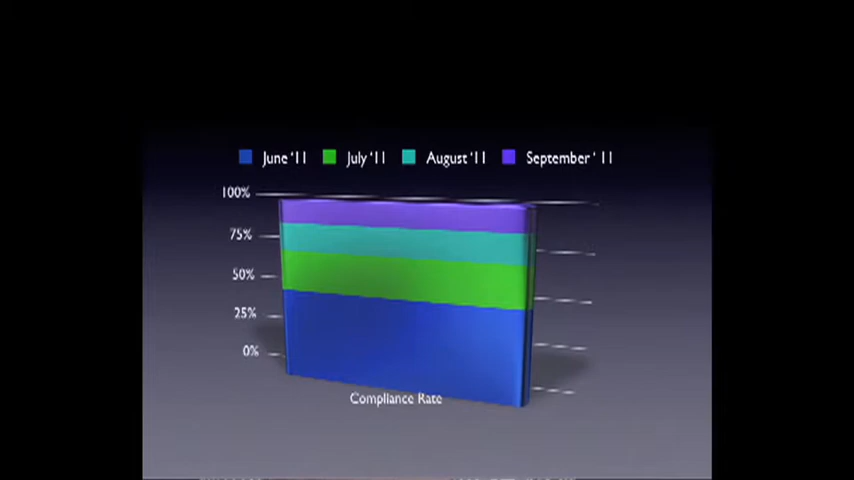 June ‘11 July ‘11 August ‘11 September ‘ 11
100%
75%
50%
25%
0%
Compliance Rate